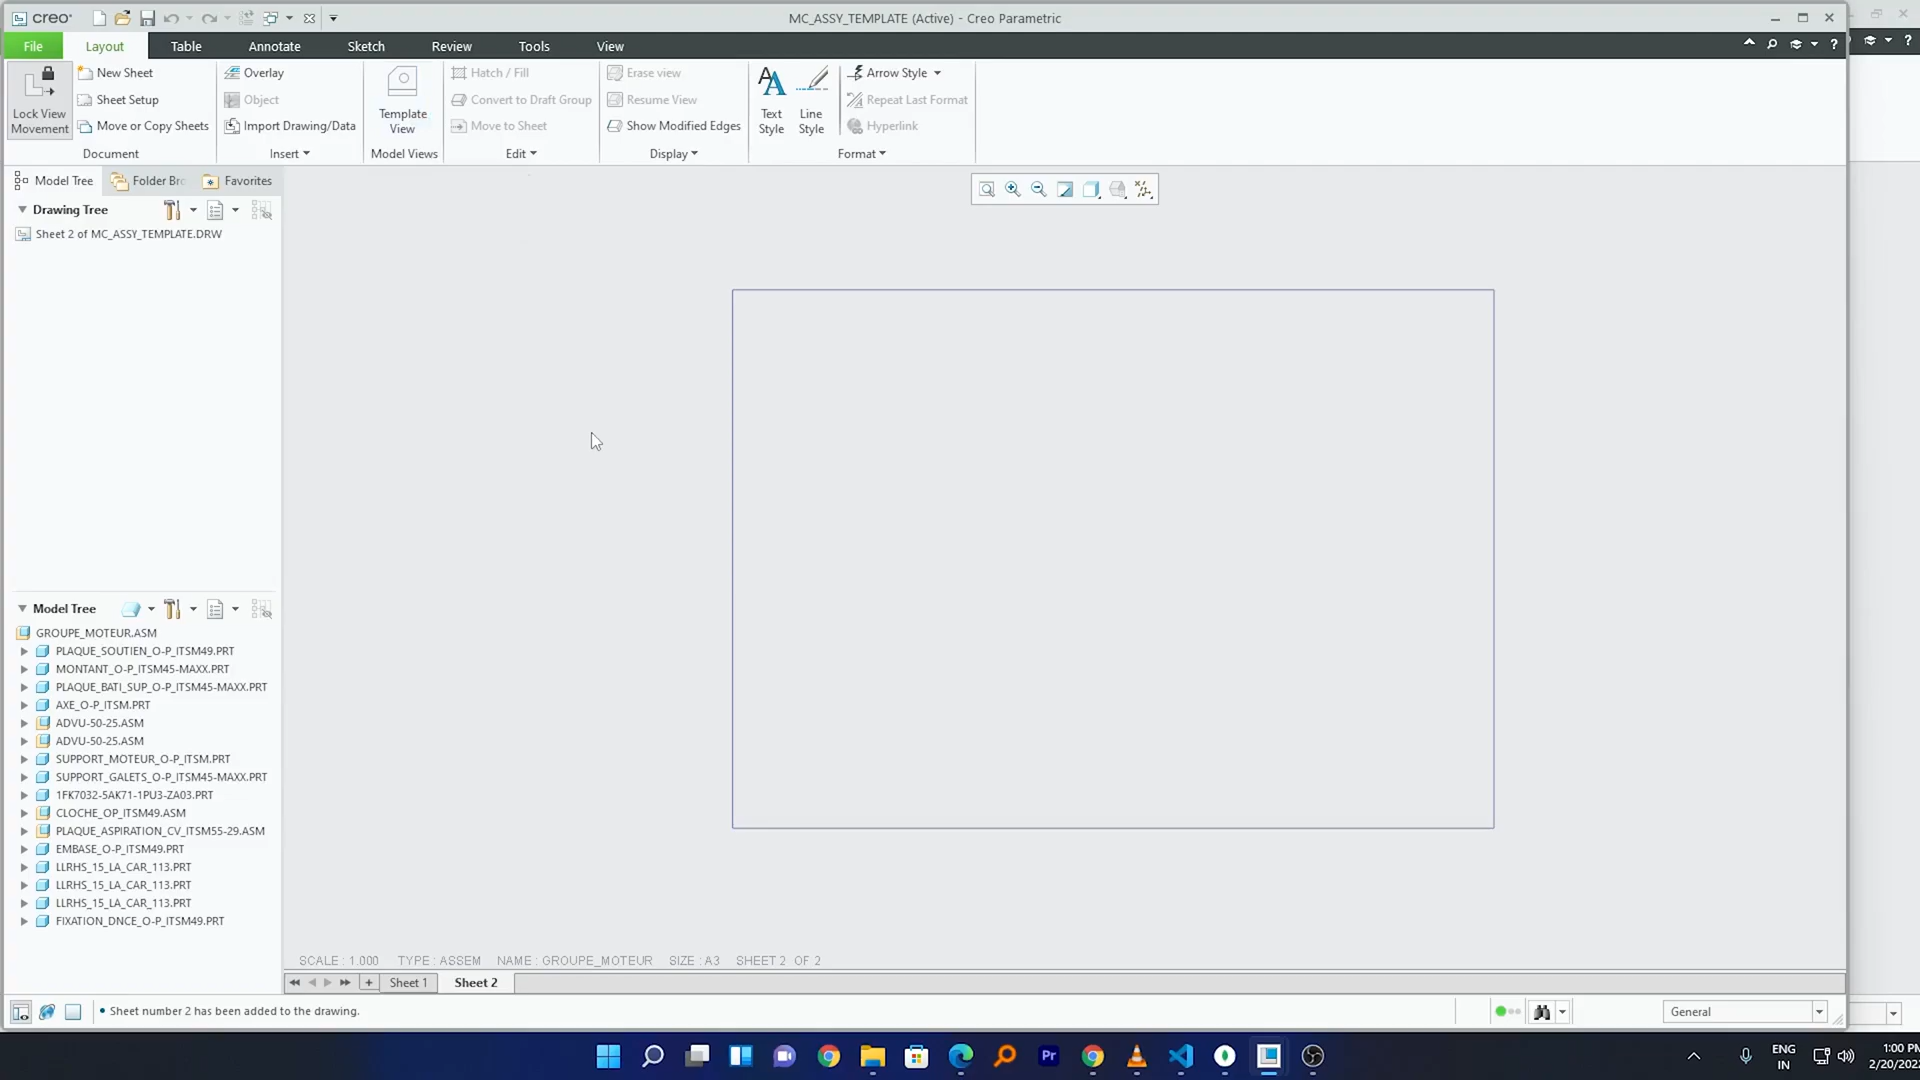 creo
MC_ASSY_TEMPLATE (Active) - Creo Parametric
File
Layout
Table
Annotate
Sketch
Review
Tools
View
Lock View
Movement
New Sheet
Sheet Setup
Move or Copy Sheets
Document
Overlay
Object
Import Drawing/Data
Insert
Template
View
Model Views
Hatch / Fill
Convert to Draft Group
Move to Sheet
Edit
Erase view
Resume View
Show Modified Edges
Display
Text
Style
Line
Style
Arrow Style
Repeat Last Format
Hyperlink
Format
Model Tree
Folder Bro
Favorites
Drawing Tree
Sheet 2 of MC_ASSY_TEMPLATE.DRW
Model Tree
GROUPE_MOTEUR.ASM
PLAQUE_SOUTIEN_O-P_ITSM49.PRT
MONTANT_O-P_ITSM45-MAXX.PRT
PLAQUE_BATI_SUP_O-P_ITSM45-MAXX.PRT
AXE_O-P_ITSM.PRT
ADVU-50-25.ASM
ADVU-50-25.ASM
SUPPORT_MOTEUR_O-P_ITSM.PRT
SUPPORT_GALETS_O-P_ITSM45-MAXX.PRT
1FK7032-5AK71-1PU3-ZA03.PRT
CLOCHE_OP_ITSM49.ASM
PLAQUE_ASPIRATION_CV_ITSM55-29.ASM
EMBASE_O-P_ITSM49.PRT
LLRHS_15_LA_CAR_113.PRT
LLRHS_15_LA_CAR_113.PRT
LLRHS_15_LA_CAR_113.PRT
FIXATION_DNCE_O-P_ITSM49.PRT
SCALE : 1.000 TYPE : ASSEM NAME : GROUPE_MOTEUR SIZE : A3 SHEET 2 OF 2
Sheet 1
Sheet 2
• Sheet number 2 has been added to the drawing.
General
Pr
ENG
IN
1:00 PM
2/20/202